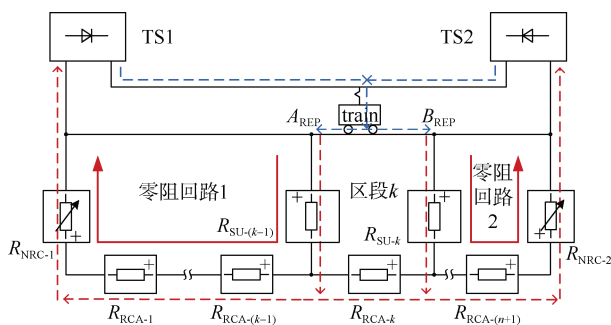 TS1
TS2
A_REP
train
B_REP
零阻回路1
区段k
零阻
回路
2
R_NRC-1
R_SU-(k−1)
R_SU-k
R_NRC-2
R_RCA-1
R_RCA-(k−1)
R_RCA-k
R_RCA-(n+1)